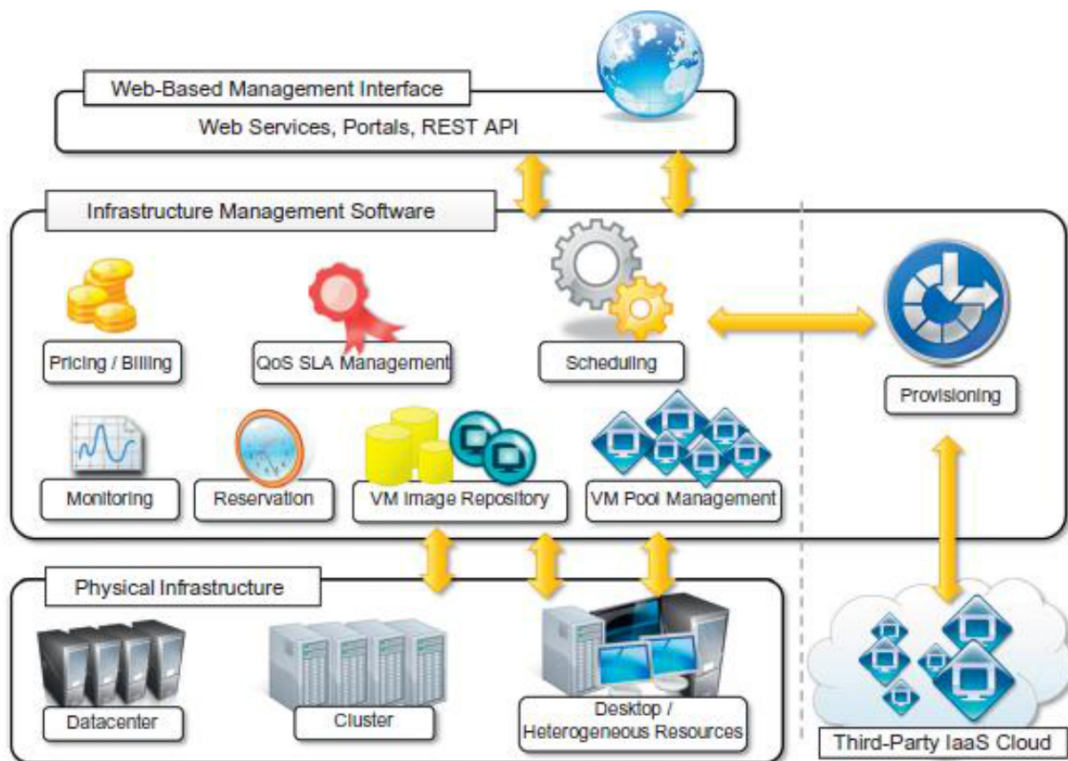 Web-Based Management Interface
Web Services, Portals, REST API
Infrastructure Management Software
Pricing / Billing
QoS SLA Management
Scheduling
Provisioning
Monitoring
Reservation
VM Image Repository
VM Pool Management
Physical Infrastructure
Datacenter
Cluster
Desktop /
Heterogeneous Resources
Third-Party IaaS Cloud